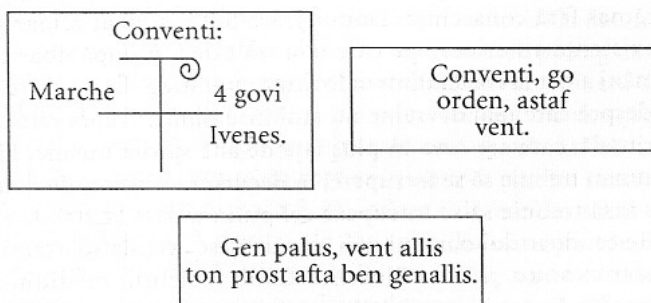 Conventi:
Marche
4 govi
Ivenes.
Conventi, go
orden, astaf
vent.
Gen palus, vent allis
ton prost afta ben genallis.